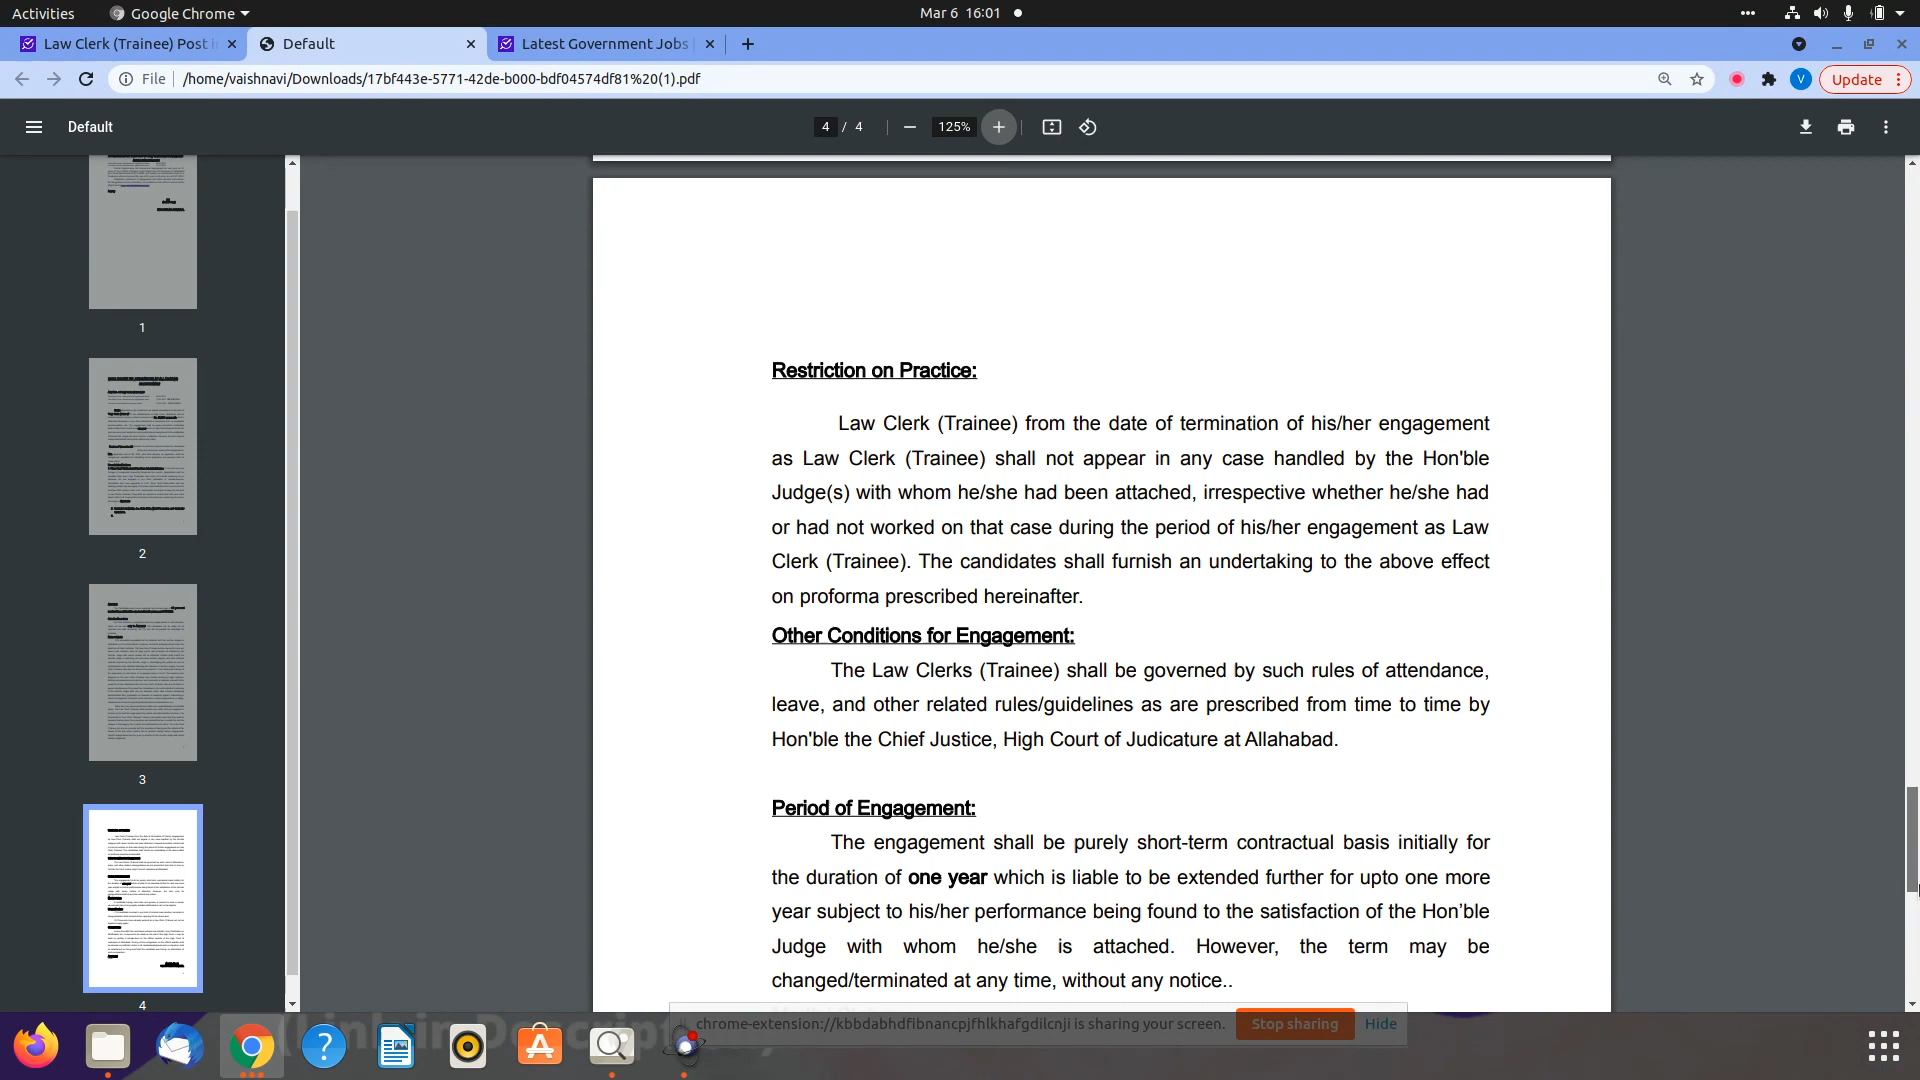 Activities
Google Chrome
Mar 6 16:01
Law Clerk (Trainee) Post i
Default
Latest Government Jobs
File
/home/vaishnavi/Downloads/17bf443e-5771-42de-b000-bdf04574df81%20(1).pdf
V
Update
Default
4 / 4
125%
1
2
3
4
Restriction on Practice:
Law Clerk (Trainee) from the date of termination of his/her engagement
as Law Clerk (Trainee) shall not appear in any case handled by the Hon'ble
Judge(s) with whom he/she had been attached, irrespective whether he/she had
or had not worked on that case during the period of his/her engagement as Law
Clerk (Trainee). The candidates shall furnish an undertaking to the above effect
on proforma prescribed hereinafter.
Other Conditions for Engagement:
The Law Clerks (Trainee) shall be governed by such rules of attendance,
leave, and other related rules/guidelines as are prescribed from time to time by
Hon'ble the Chief Justice, High Court of Judicature at Allahabad.
Period of Engagement:
The engagement shall be purely short-term contractual basis initially for
the duration of one year which is liable to be extended further for upto one more
year subject to his/her performance being found to the satisfaction of the Hon’ble
Judge with whom he/she is attached. However, the term may be
changed/terminated at any time, without any notice..
chrome-extension://kbbdabhdfibnancpjfhlkhafgdilcnji is sharing your screen.
Stop sharing
Hide